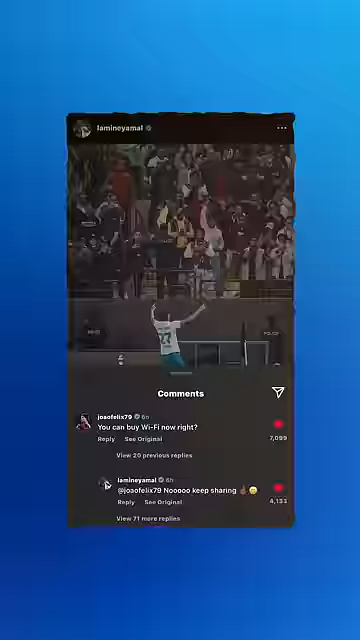 lamineyamal
27
Comments
joaofelix79 6h
You can buy Wi-Fi now right?
Reply See Original
7,099
View 20 previous replies
lamineyamal 6h
@joaofelix79 Nooooo keep sharing
Reply See Original
4,133
View 71 more replies